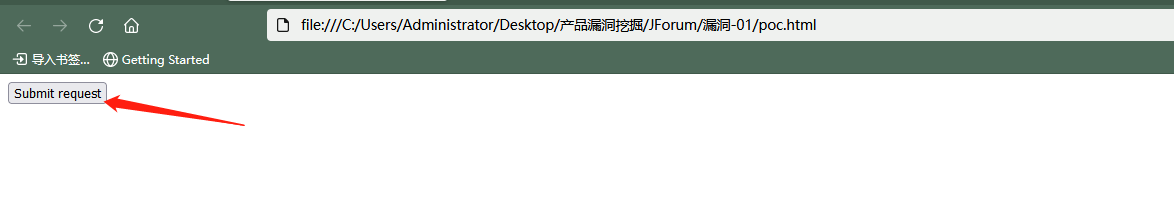 file:///C:/Users/Administrator/Desktop/产品漏洞挖掘/JForum/漏洞-01/poc.html
导入书签... Getting Started
Submit request